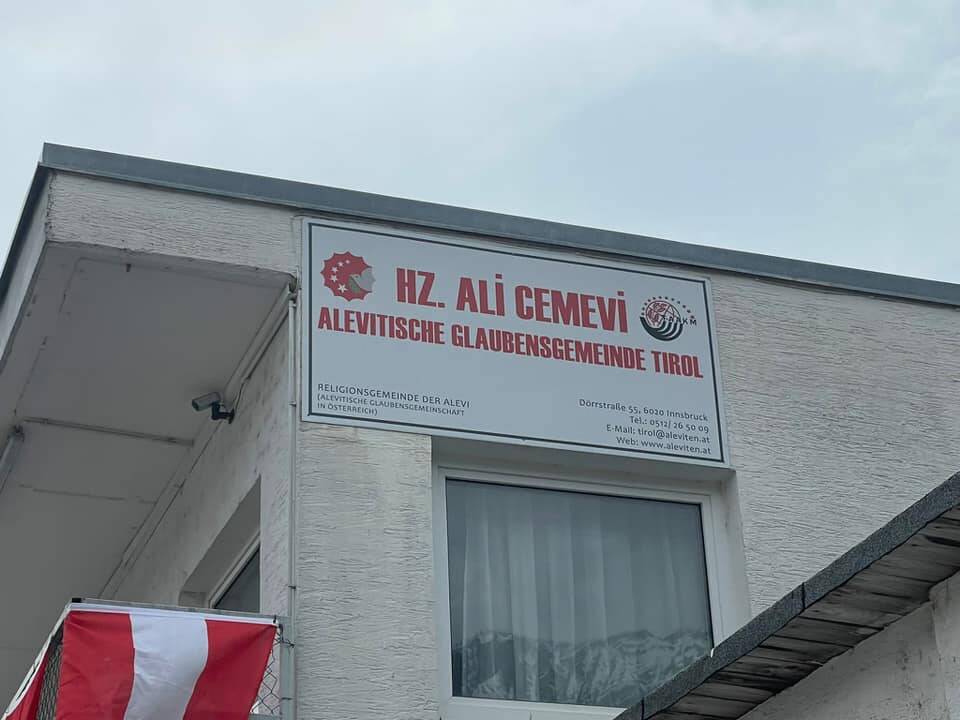 HZ. ALİ CEMEVİ
ALEVITISCHE GLAUBENSGEMEINDE TIROL
RELIGIONSGEMEINDE DER ALEVI
(ALEVITISCHE GLAUBENSGEMEINSCHAFT
IN ÖSTERREICH)
Dörrstraße 55, 6020 Innsbruck
Tel.: 0512/ 26 50 09
E-Mail: tirol@aleviten.at
Web: www.aleviten.at